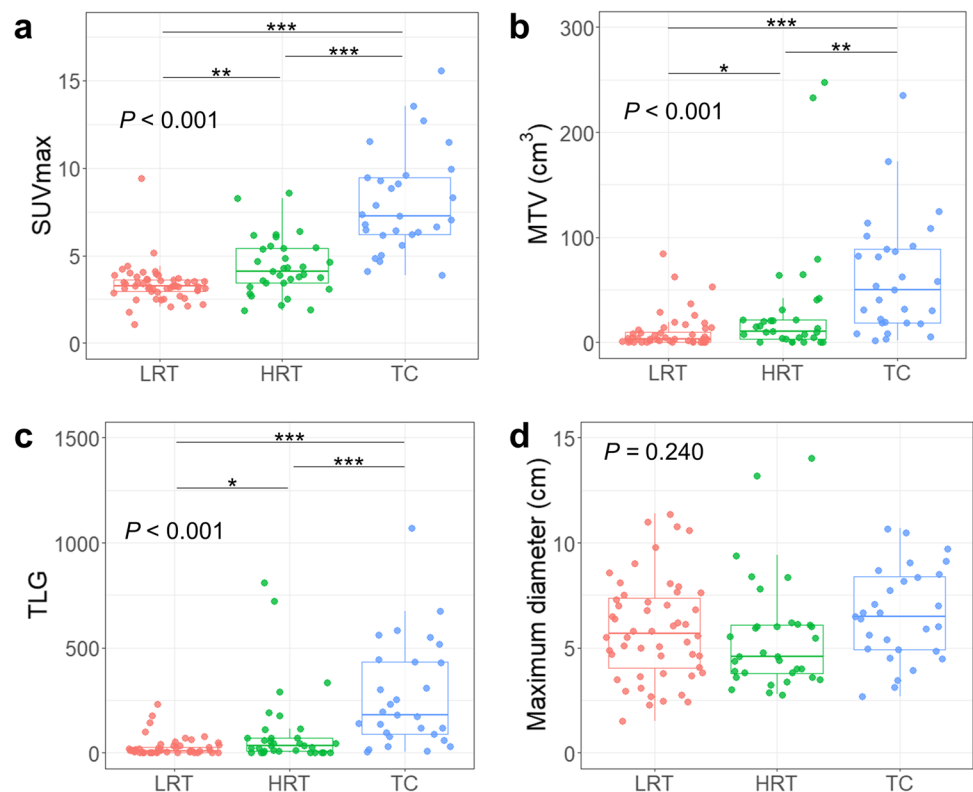 a
***
***
**
P < 0.001
SUVmax
15
10
5
0
LRT HRT TC
b
***
**
*
P < 0.001
MTV (cm³)
300
200
100
0
LRT HRT TC
c
***
***
*
P < 0.001
TLG
1500
1000
500
0
LRT HRT TC
d
P = 0.240
Maximum diameter (cm)
15
10
5
0
LRT HRT TC